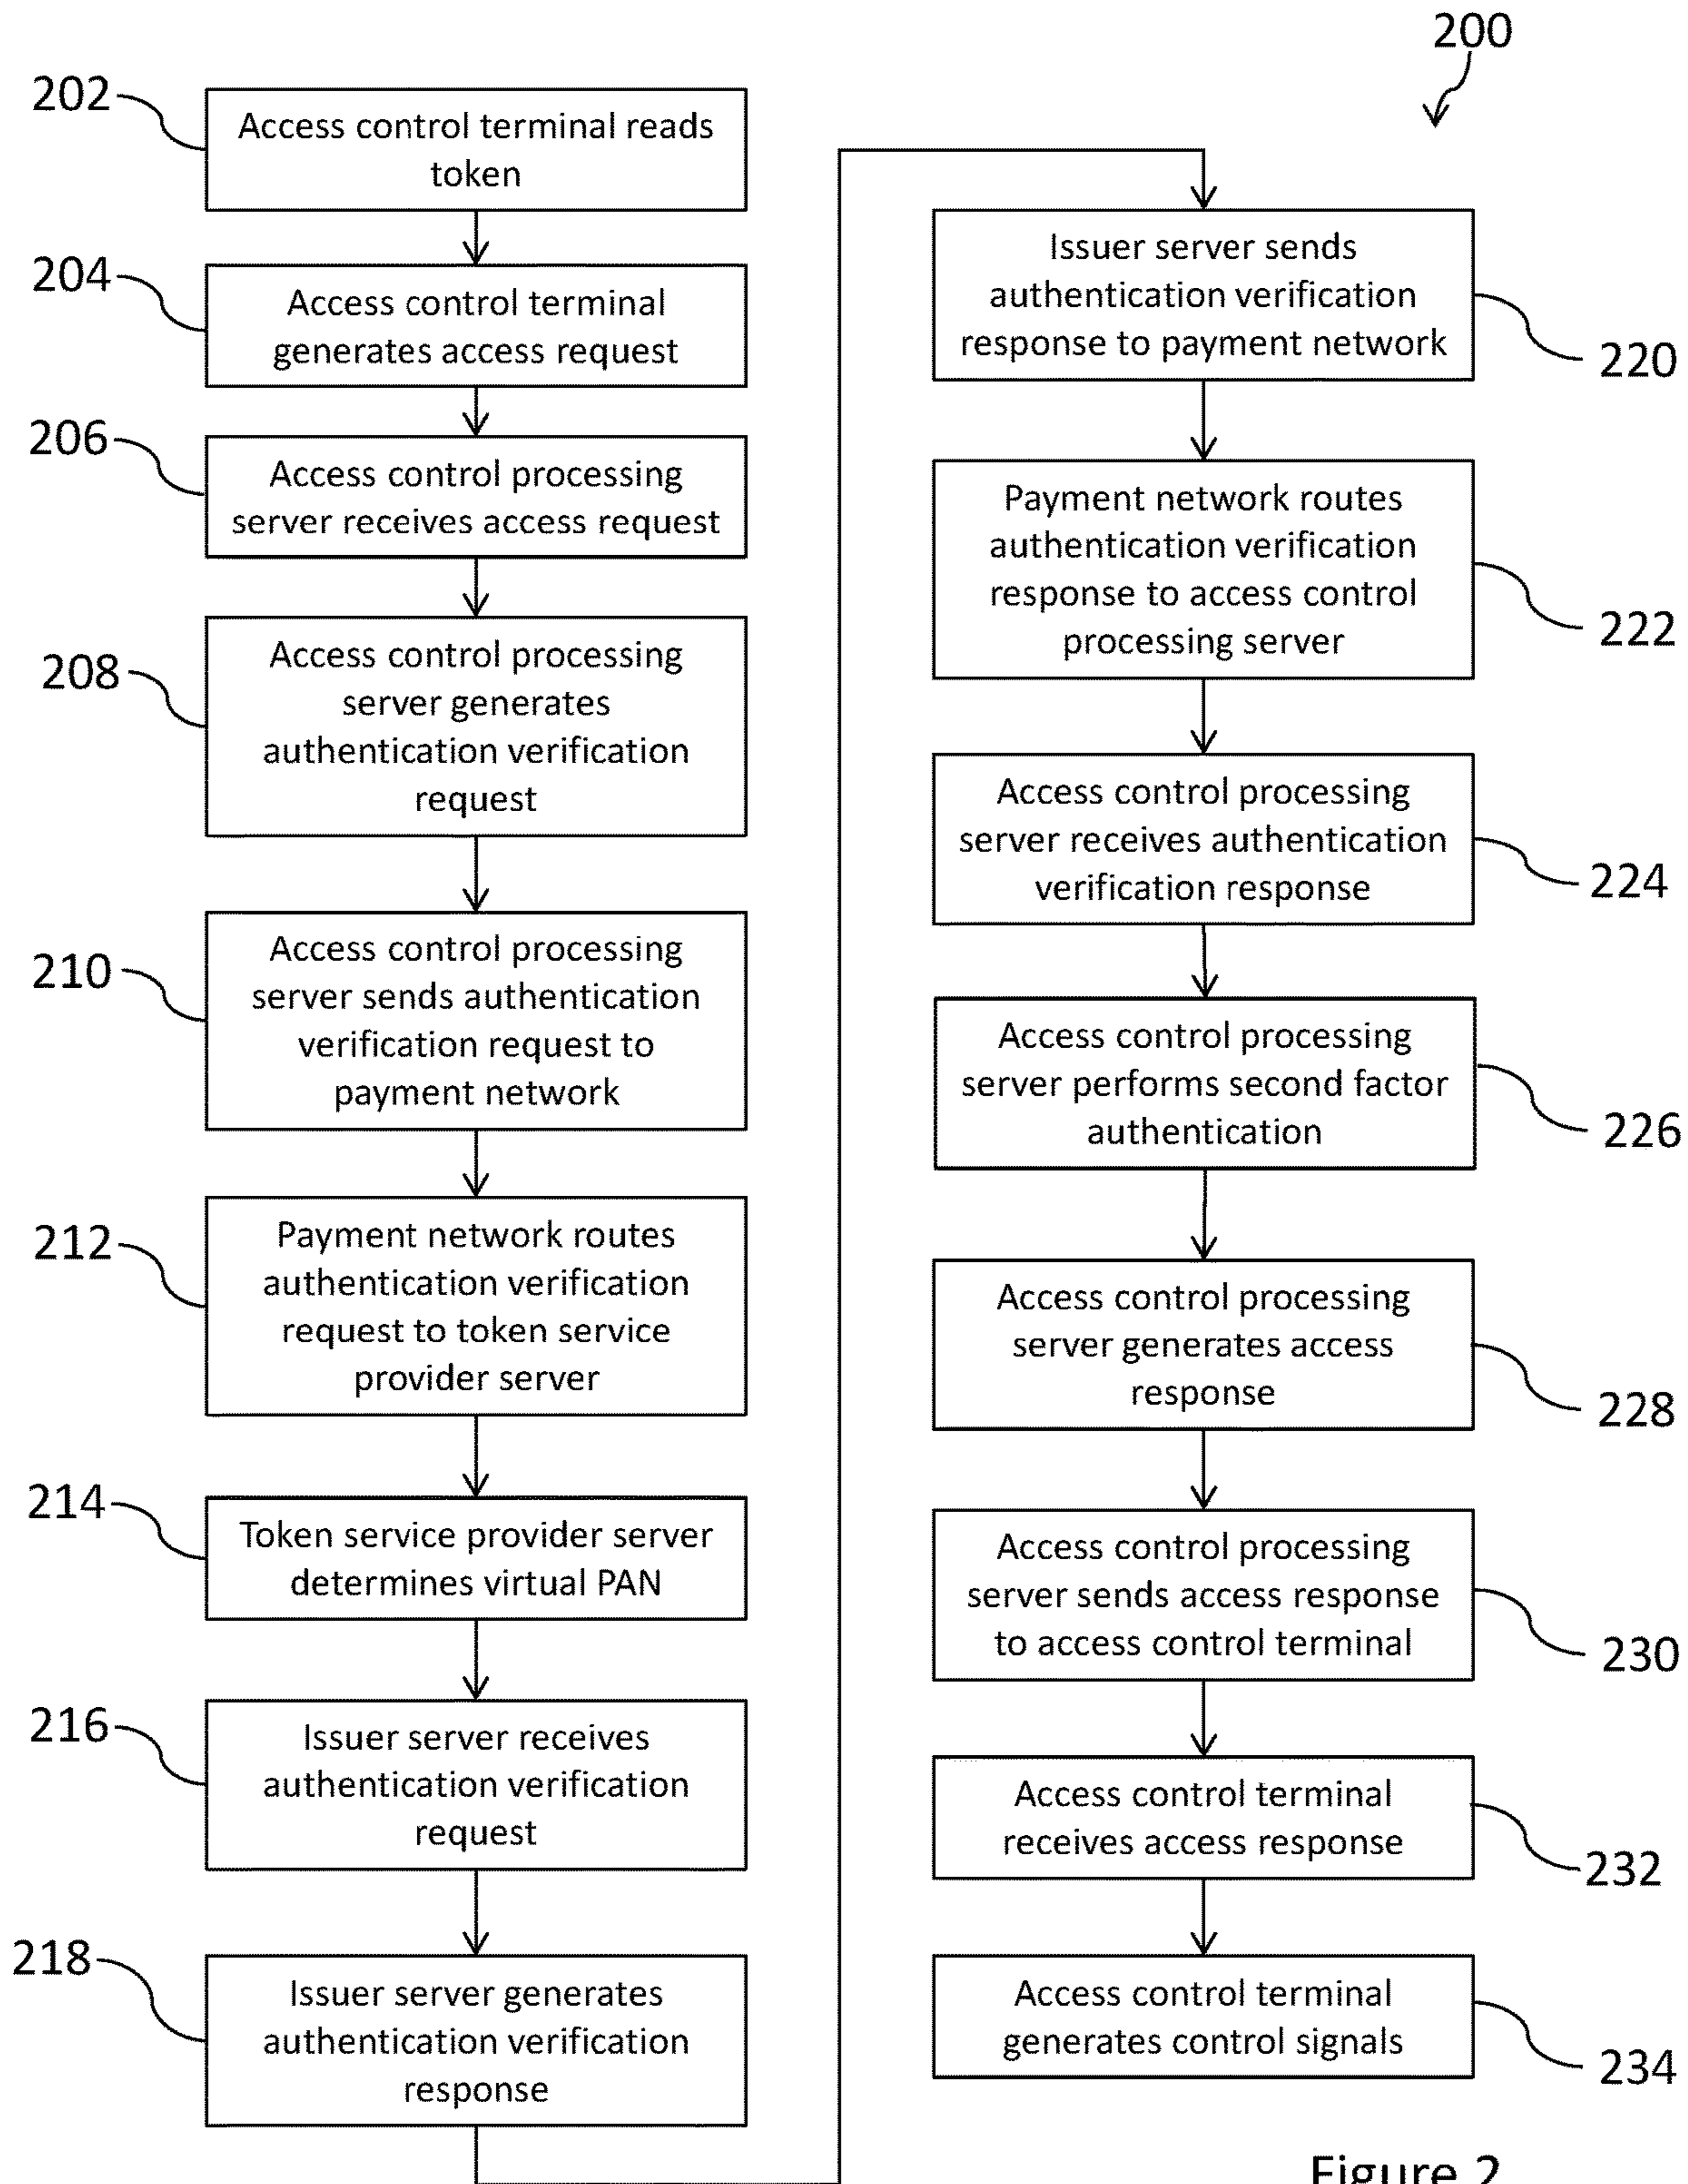 200
202
Access control terminal reads
token
204
Access control terminal
generates access request
206
Access control processing
server receives access request
208
Access control processing
server generates
authentication verification
request
210
Access control processing
server sends authentication
verification request to
payment network
212
Payment network routes
authentication verification
request to token service
provider server
214
Token service provider server
determines virtual PAN
216
Issuer server receives
authentication verification
request
218
Issuer server generates
authentication verification
response
Issuer server sends
authentication verification
response to payment network
220
Payment network routes
authentication verification
response to access control
processing server
222
Access control processing
server receives authentication
verification response
224
Access control processing
server performs second factor
authentication
226
Access control processing
server generates access
response
228
Access control processing
server sends access response
to access control terminal
230
Access control terminal
receives access response
232
Access control terminal
generates control signals
234
Figure 2